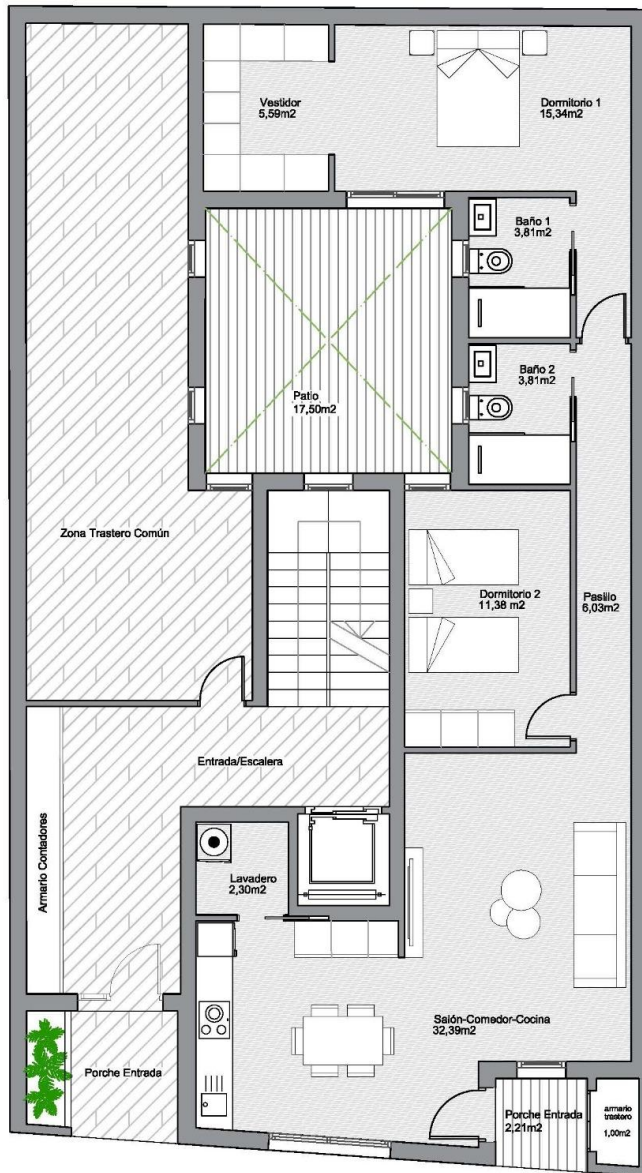 Vestidor
5,59m2
Dormitorio 1
15,34m2
Baño 1
3,81m2
Baño 2
3,81m2
Patio
17,50m2
Zona Trastero Común
Dormitorio 2
11,38 m2
Pasillo
6,03m2
Entrada/Escalera
Armario Contadores
Lavadero
2,30m2
Salón-Comedor-Cocina
32,39m2
Porche Entrada
Porche Entrada
2,21m2
armario
trastero
1,00m2